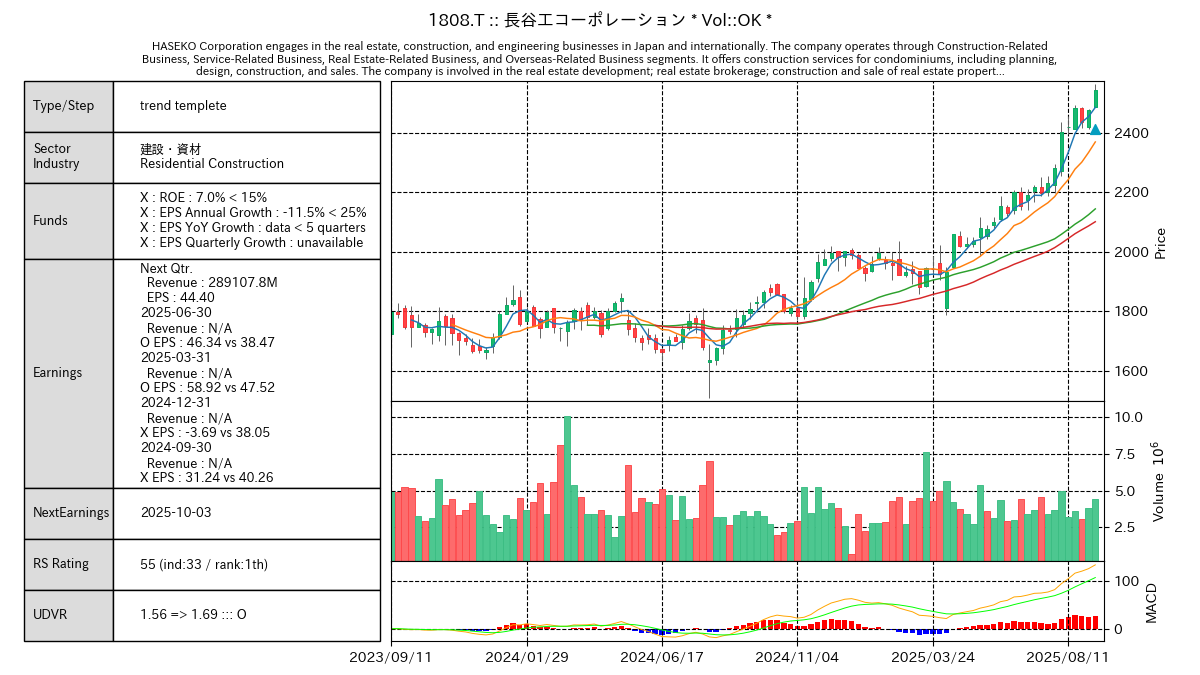 1808.T :: 長谷工コーポレーション * Vol::OK *
HASEKO Corporation engages in the real estate, construction, and engineering businesses in Japan and internationally. The company operates through Construction-Related
Business, Service-Related Business, Real Estate-Related Business, and Overseas-Related Business segments. It offers construction services for condominiums, including planning,
design, construction, and sales. The company is involved in the real estate development; real estate brokerage; construction and sale of real estate propert...
Type/Step
trend templete
Sector
Industry
建設・資材
Residential Construction
Funds
X : ROE : 7.0% < 15%
X : EPS Annual Growth : -11.5% < 25%
X : EPS YoY Growth : data < 5 quarters
X : EPS Quarterly Growth : unavailable
Earnings
Next Qtr.
Revenue : 289107.8M
EPS : 44.40
2025-06-30
Revenue : N/A
O EPS : 46.34 vs 38.47
2025-03-31
Revenue : N/A
O EPS : 58.92 vs 47.52
2024-12-31
Revenue : N/A
X EPS : -3.69 vs 38.05
2024-09-30
Revenue : N/A
X EPS : 31.24 vs 40.26
NextEarnings
2025-10-03
RS Rating
55 (ind:33 / rank:1th)
UDVR
1.56 => 1.69 ::: O
2400
2200
2000
1800
1600
Price
10.0
7.5
5.0
2.5
Volume 10^6
100
0
MACD
2023/09/11
2024/01/29
2024/06/17
2024/11/04
2025/03/24
2025/08/11